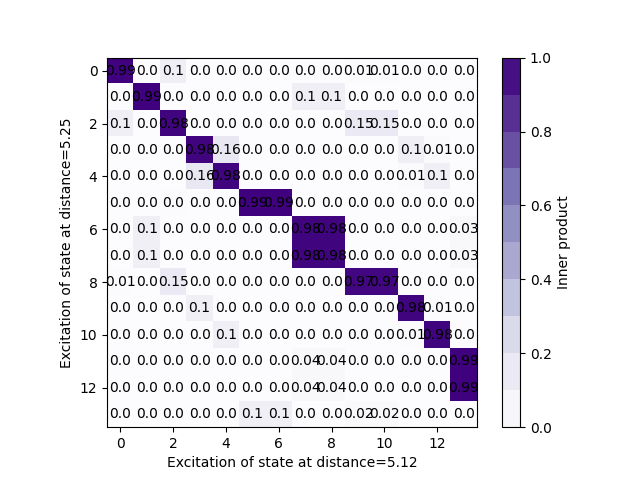 Excitation of state at distance=5.25
0 0.99 0.0 0.1 0.0 0.0 0.0 0.0 0.0 0.0 0.01 0.01 0.0 0.0 0.0
0.0 0.99 0.0 0.0 0.0 0.0 0.0 0.1 0.1 0.0 0.0 0.0 0.0 0.0
2 0.1 0.0 0.98 0.0 0.0 0.0 0.0 0.0 0.0 0.15 0.15 0.0 0.0 0.0
0.0 0.0 0.0 0.98 0.16 0.0 0.0 0.0 0.0 0.0 0.0 0.1 0.01 0.0
4 0.0 0.0 0.0 0.16 0.98 0.0 0.0 0.0 0.0 0.0 0.0 0.01 0.1 0.0
0.0 0.0 0.0 0.0 0.0 0.99 0.99 0.0 0.0 0.0 0.0 0.0 0.0 0.0
6 0.0 0.1 0.0 0.0 0.0 0.0 0.0 0.98 0.98 0.0 0.0 0.0 0.0 0.03
0.0 0.1 0.0 0.0 0.0 0.0 0.0 0.98 0.98 0.0 0.0 0.0 0.0 0.03
8 0.01 0.0 0.15 0.0 0.0 0.0 0.0 0.0 0.0 0.97 0.97 0.0 0.0 0.0
0.0 0.0 0.0 0.1 0.0 0.0 0.0 0.0 0.0 0.0 0.0 0.98 0.01 0.0
10 0.0 0.0 0.0 0.0 0.1 0.0 0.0 0.0 0.0 0.0 0.0 0.01 0.98 0.0
0.0 0.0 0.0 0.0 0.0 0.0 0.0 0.04 0.04 0.0 0.0 0.0 0.0 0.99
12 0.0 0.0 0.0 0.0 0.0 0.0 0.0 0.04 0.04 0.0 0.0 0.0 0.0 0.99
0.0 0.0 0.0 0.0 0.0 0.1 0.1 0.0 0.0 0.02 0.02 0.0 0.0 0.0
0 2 4 6 8 10 12
Excitation of state at distance=5.12
1.0
0.8
0.6
0.4
0.2
0.0
Inner product